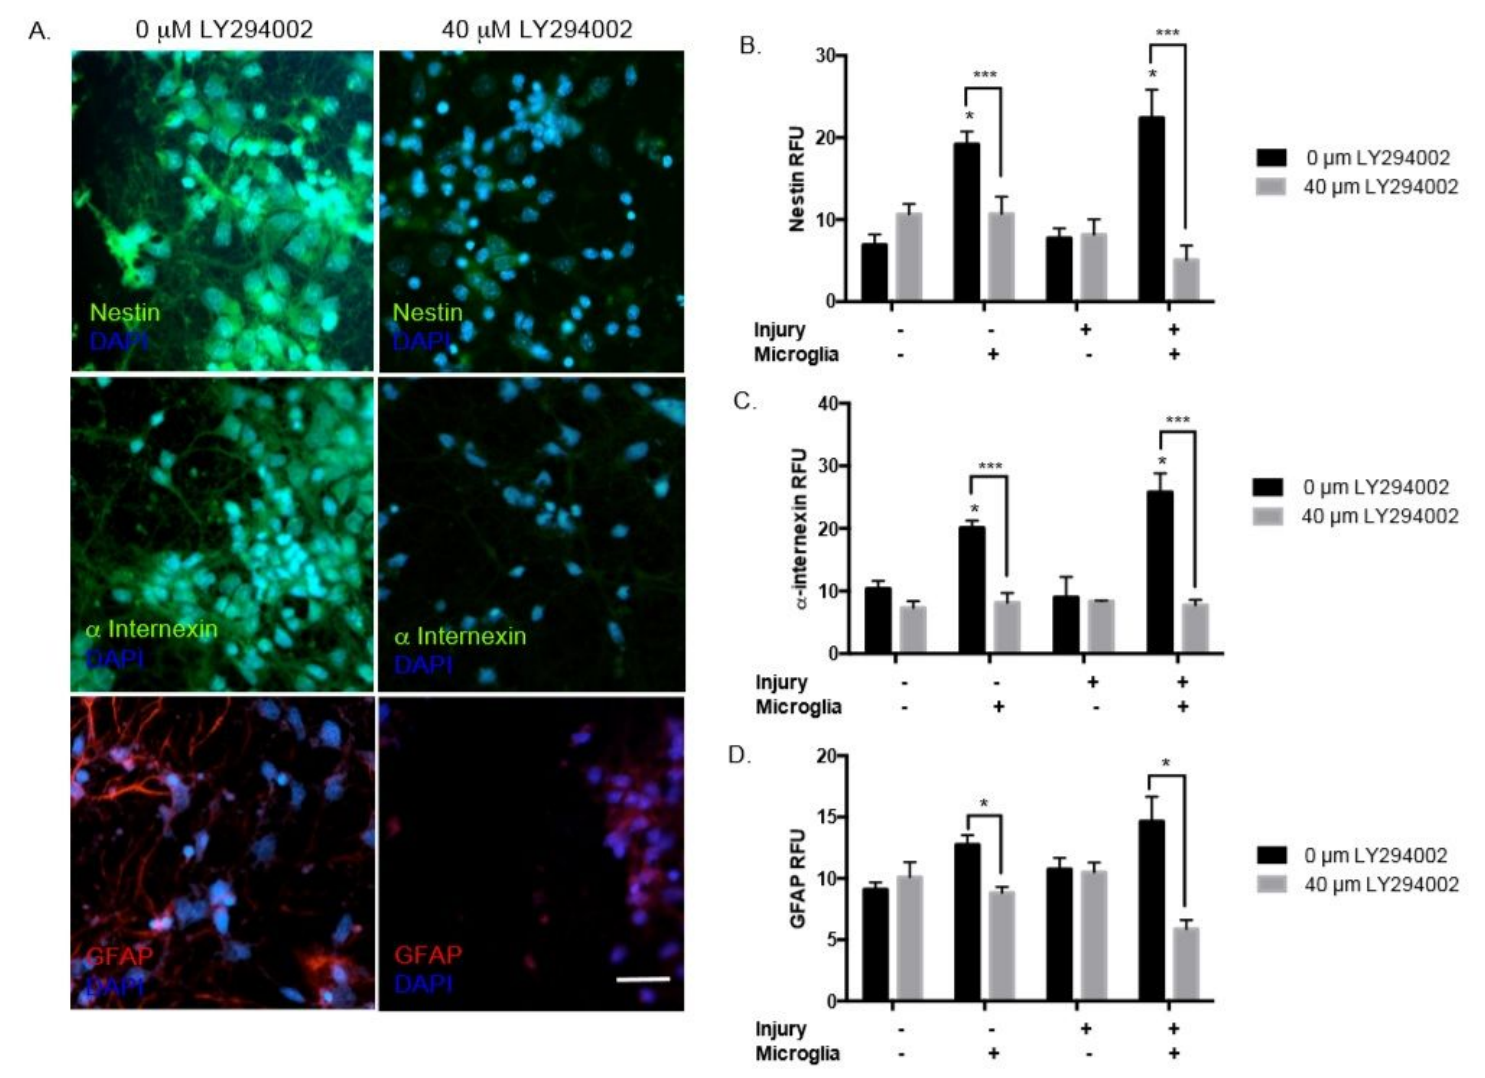 A.
0 μM LY294002
40 μM LY294002
Nestin
DAPI
Nestin
DAPI
α Internexin
DAPI
α Internexin
DAPI
GFAP
DAPI
GFAP
DAPI
B.
Nestin RFU
30
20
10
0
***
*
***
*
0 μm LY294002
40 μm LY294002
Injury - - + +
Microglia - + - +
C.
α-internexin RFU
40
30
20
10
0
***
*
***
*
0 μm LY294002
40 μm LY294002
Injury - - + +
Microglia - + - +
D.
GFAP RFU
20
15
10
5
0
*
*
0 μm LY294002
40 μm LY294002
Injury - - + +
Microglia - + - +